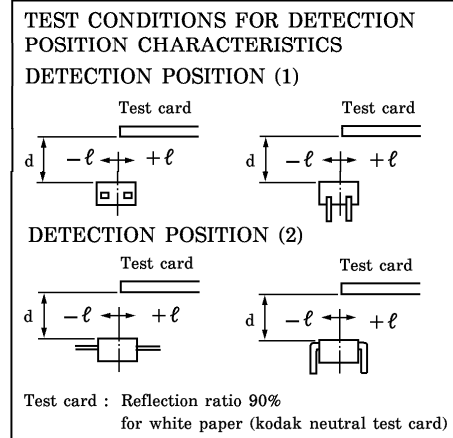 TEST CONDITIONS FOR DETECTION
POSITION CHARACTERISTICS
DETECTION POSITION (1)
Test card Test card
d −ℓ +ℓ d −ℓ +ℓ
DETECTION POSITION (2)
Test card Test card
d −ℓ +ℓ d −ℓ +ℓ
Test card : Reflection ratio 90%
for white paper (kodak neutral test card)